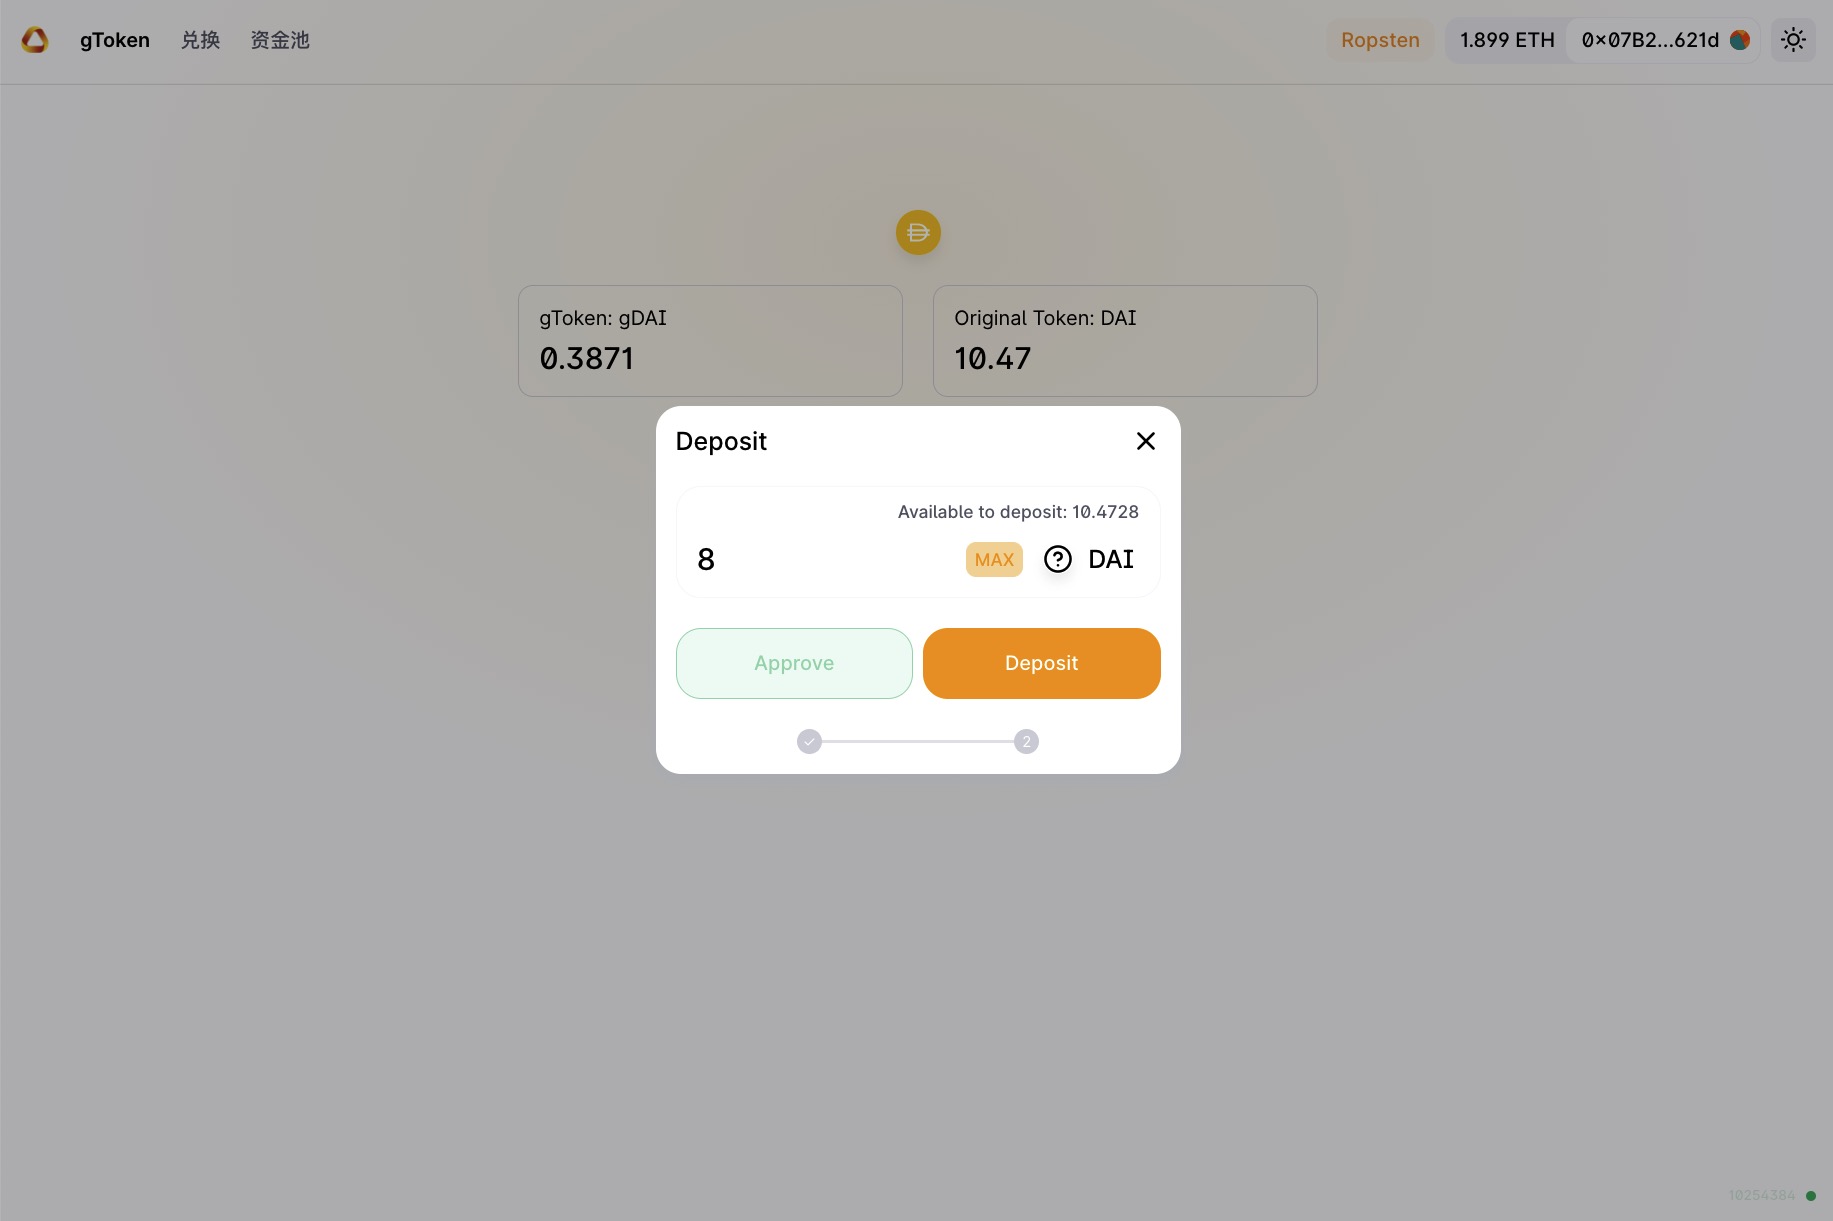 gToken 兑换 资金池 Ropsten 1.899 ETH 0×07B2...621d
gToken: gDAI
0.3871
Original Token: DAI
10.47
Deposit
Available to deposit: 10.4728
8 MAX DAI
Approve Deposit
2
10254384